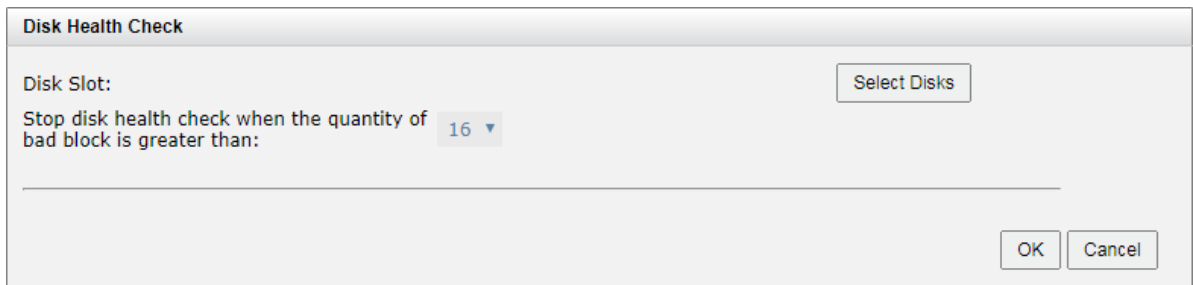 Disk Health Check
Disk Slot:
Select Disks
Stop disk health check when the quantity of
bad block is greater than:
16
OK
Cancel